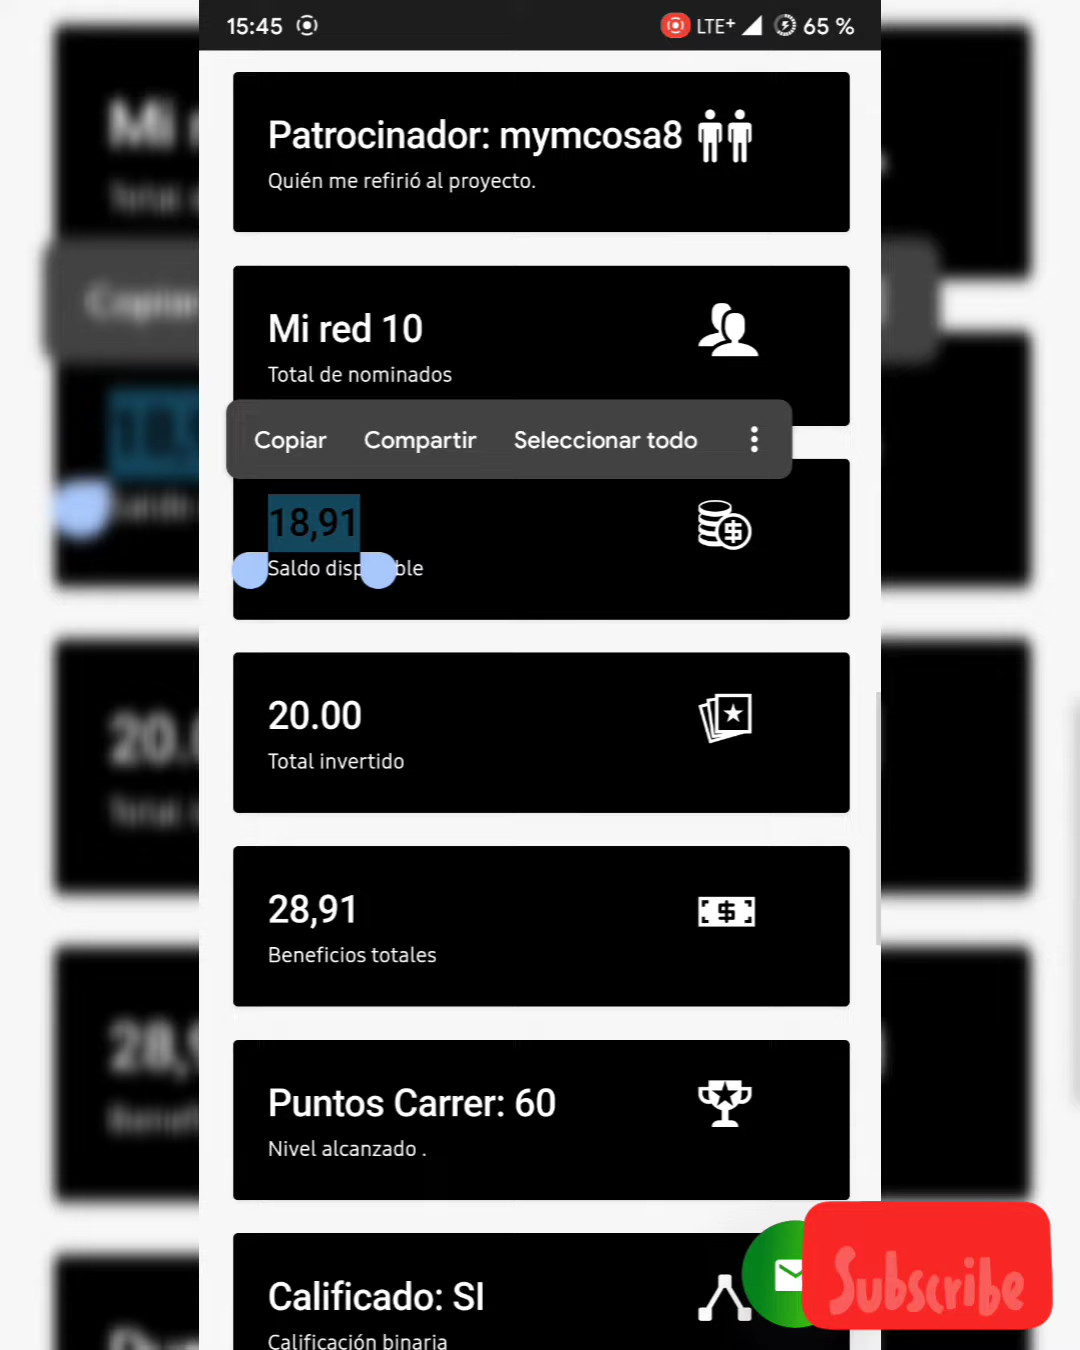 15:45 LTE+ 65 %
Patrocinador: mymcosa8
Quién me refirió al proyecto.
Mi red 10
Total de nominados
Copiar Compartir Seleccionar todo
18,91
Saldo
20.00
Total invertido
28,91
Beneficios totales
Puntos Carrer: 60
Nivel alcanzado .
Calificado: SI
Calificación binaria
Subscribe